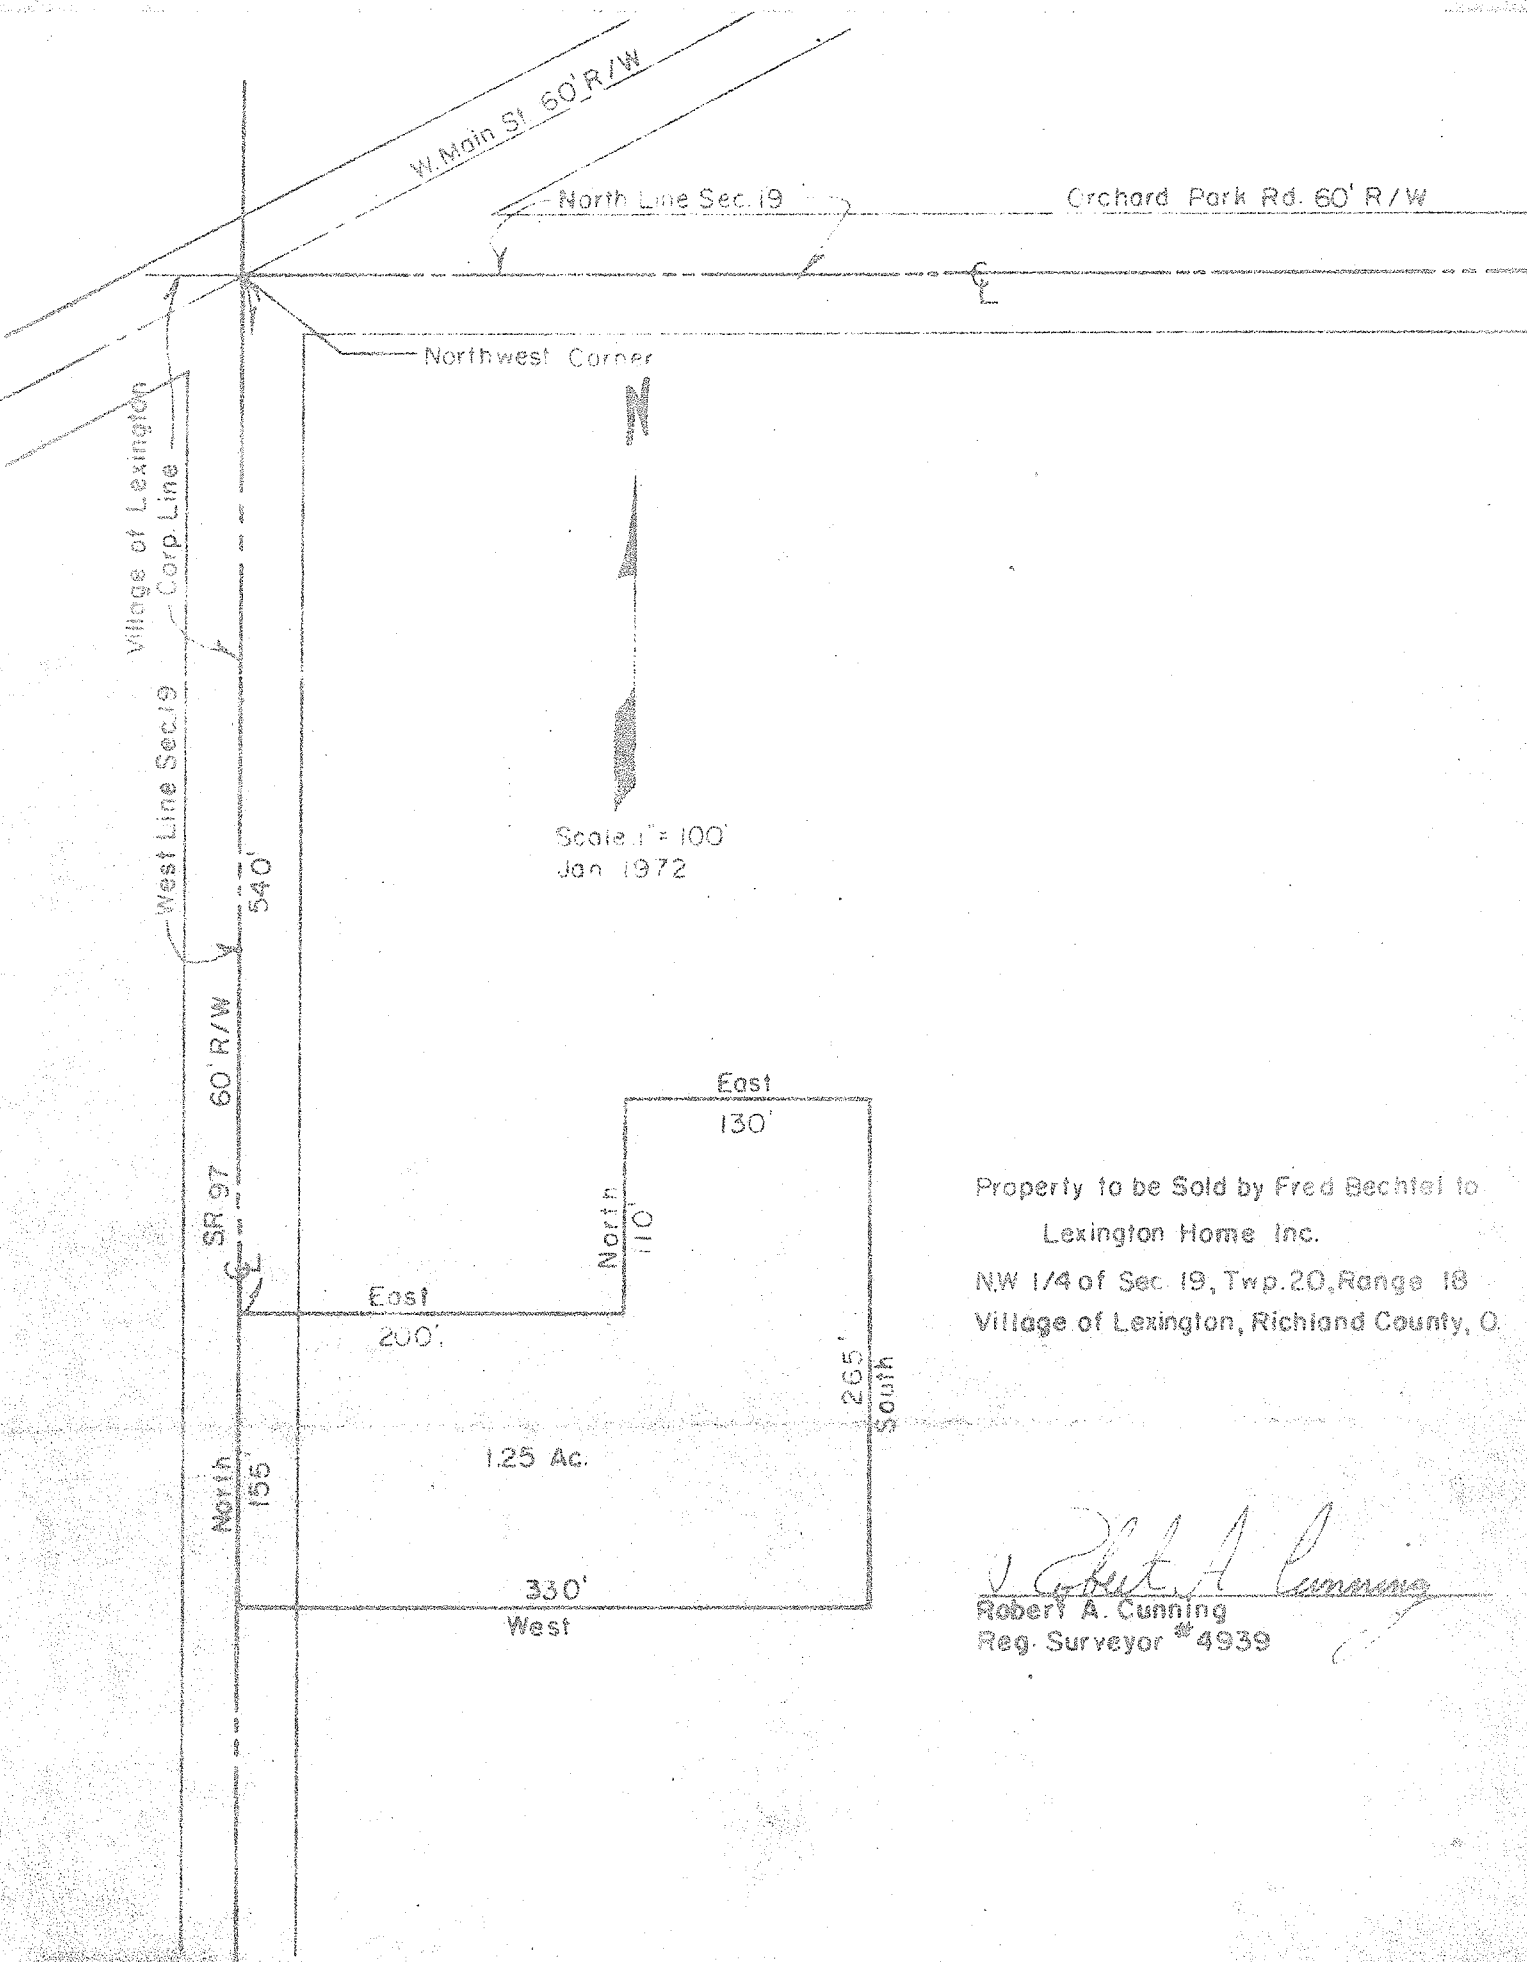 W. Main St 60' R/W
North Line Sec. 19
Orchard Park Rd. 60' R/W
CL
Northwest Corner
N
Village of Lexington
Corp. Line
West Line Sec. 19
540'
Scale 1" = 100'
Jan 1972
SR 97 60' R/W
CL
East
130'
North
110'
East
200'
265'
South
North
155'
1.25 Ac.
330'
West
Property to be Sold by Fred Bechtel to
Lexington Home Inc.
N.W 1/4 of Sec 19, Twp. 20, Range 18
Village of Lexington, Richland County, O.
Robert A Cunning
Robert A. Cunning
Reg. Surveyor #4939